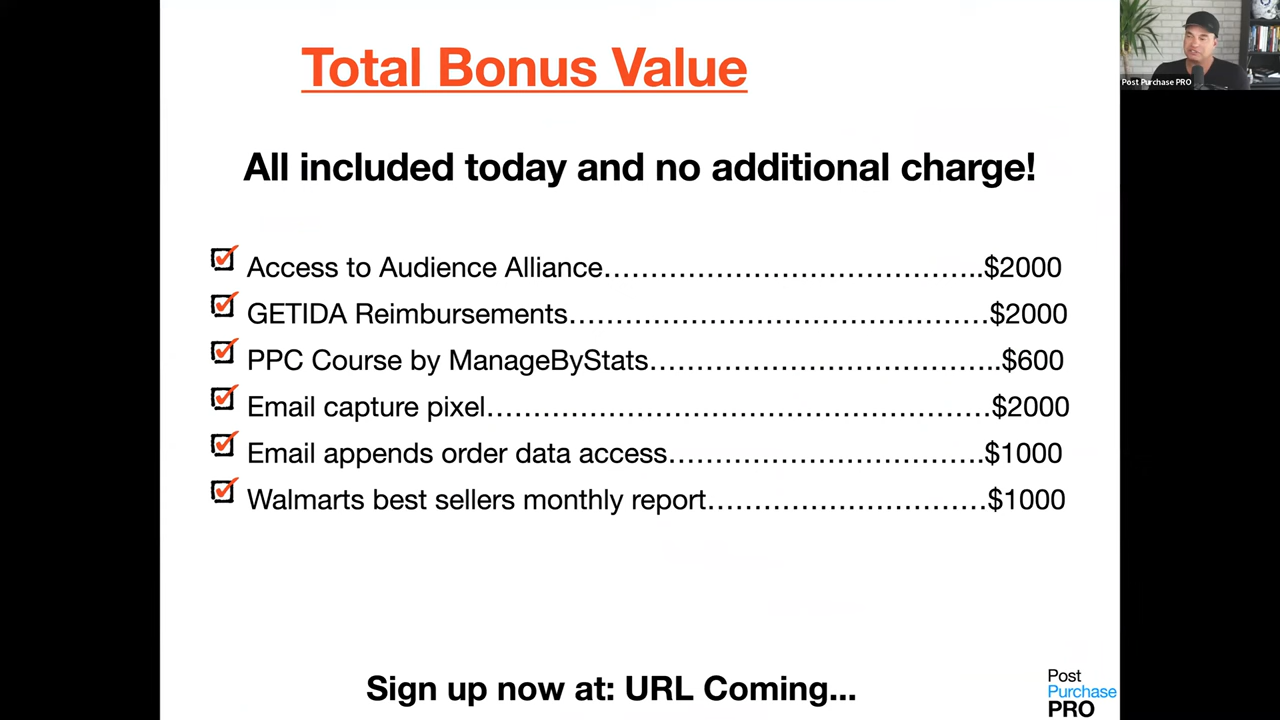 Total Bonus Value
Post Purchase PRO
All included today and no additional charge!
Access to Audience Alliance…………………………………...$2000
GETIDA Reimbursements………………………………………$2000
PPC Course by ManageByStats………………………………..$600
Email capture pixel………………………………………………$2000
Email appends order data access…………………………….$1000
Walmarts best sellers monthly report…………………………$1000
Sign up now at: URL Coming...
Post
Purchase
PRO